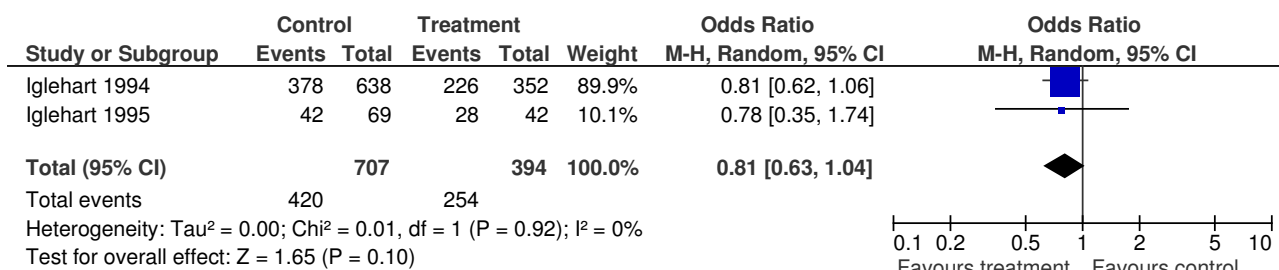 Control Treatment Odds Ratio Odds Ratio
Study or Subgroup Events Total Events Total Weight M-H, Random, 95% CI M-H, Random, 95% CI
Iglehart 1994 378 638 226 352 89.9% 0.81 [0.62, 1.06]
Iglehart 1995 42 69 28 42 10.1% 0.78 [0.35, 1.74]
Total (95% CI) 707 394 100.0% 0.81 [0.63, 1.04]
Total events 420 254
Heterogeneity: Tau² = 0.00; Chi² = 0.01, df = 1 (P = 0.92); I² = 0%
Test for overall effect: Z = 1.65 (P = 0.10)
0.1 0.2 0.5 1 2 5 10
Favours treatment Favours control